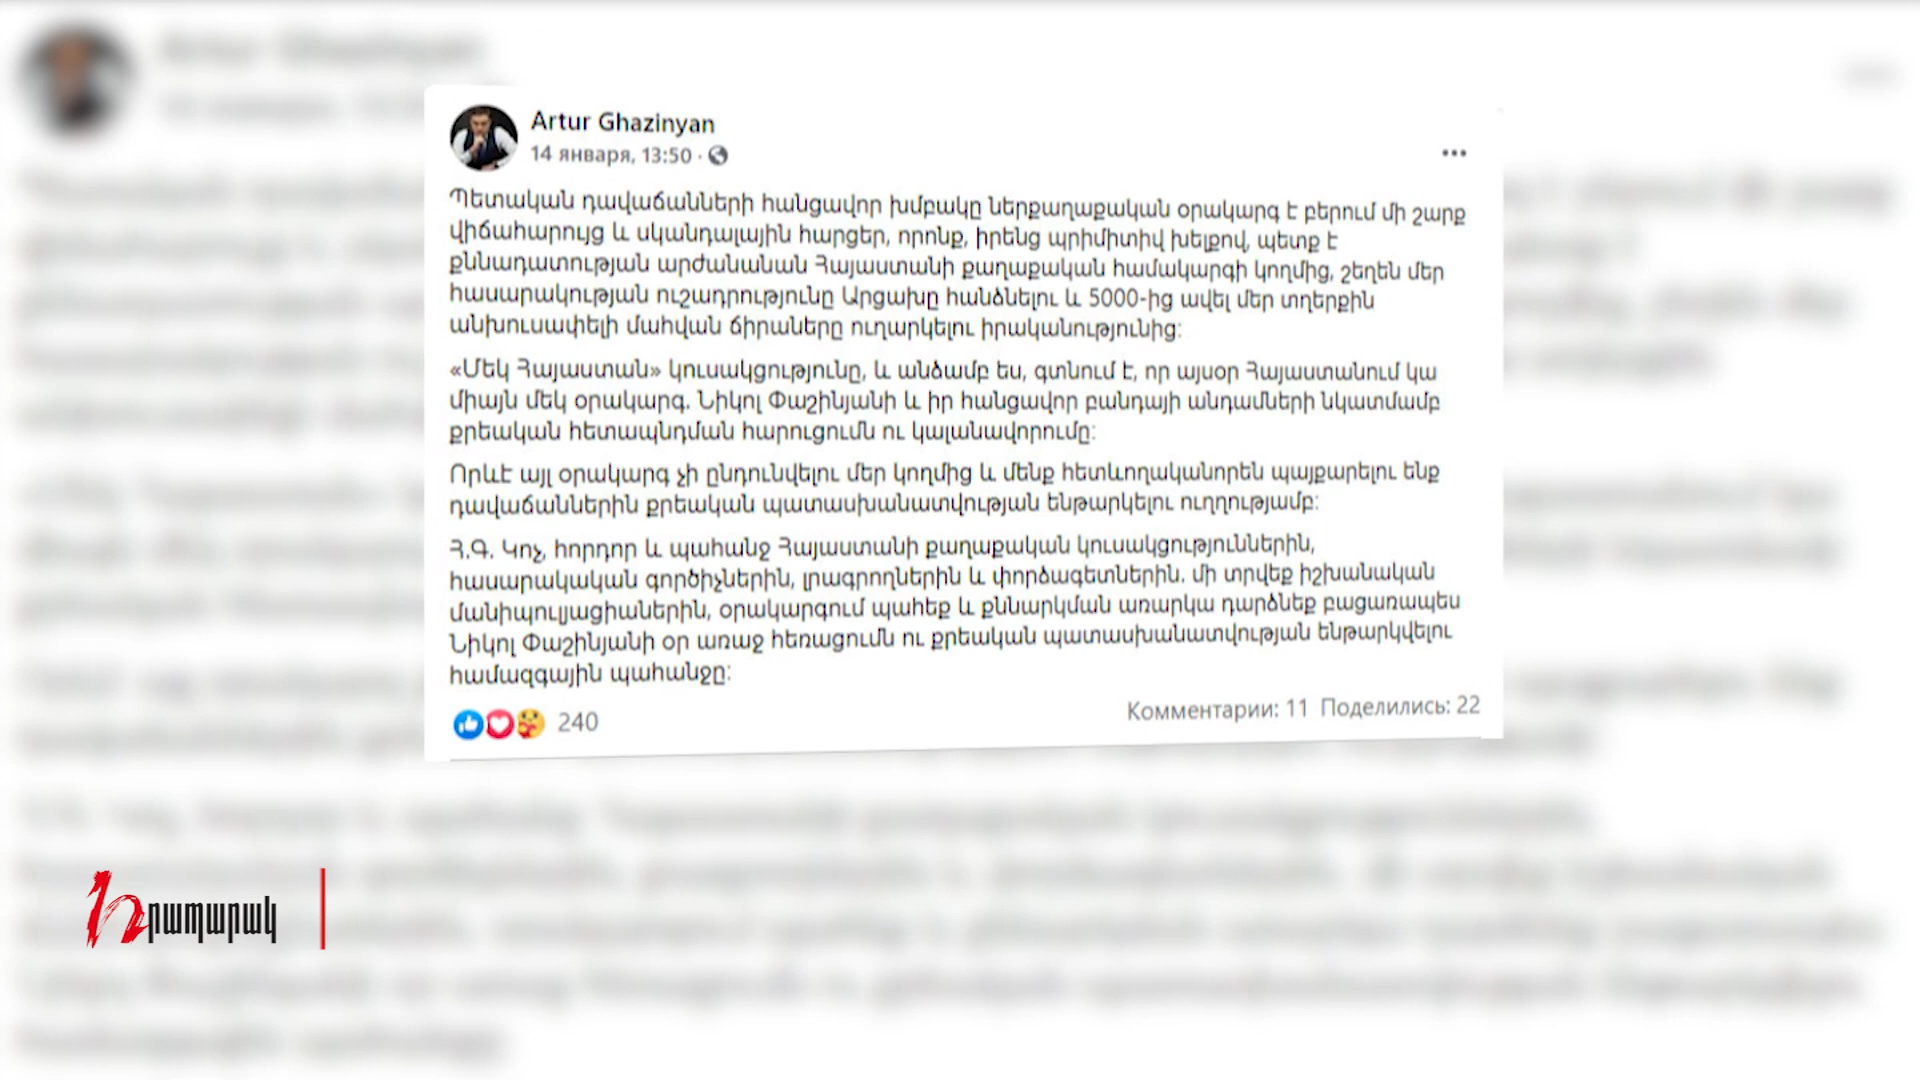 Artur Ghazinyan
14 января, 13:50 ·
Պետական դավաճանների հանցավոր խմբակը ներքաղաքական օրակարգ է բերում մի շարք
վիճահարույց և սկանդալային հարցեր, որոնք, իրենց պրիմիտիվ խելքով, պետք է
քննադատության արժանանան Հայաստանի քաղաքական համակարգի կողմից, շեղեն մեր
հասարակության ուշադրությունը Արցախը հանձնելու և 5000-ից ավել մեր տղերքին
անխուսափելի մահվան ճիրաները ուղարկելու իրականությունից:
«Մեկ Հայաստան» կուսակցությունը, և անձամբ ես, գտնում է, որ այսօր Հայաստանում կա
միայն մեկ օրակարգ. Նիկոլ Փաշինյանի և իր հանցավոր բանդայի անդամների նկատմամբ
քրեական հետապնդման հարուցումն ու կալանավորումը:
Որևէ այլ օրակարգ չի ընդունվելու մեր կողմից և մենք հետևողականորեն պայքարելու ենք
դավաճաններին քրեական պատասխանատվության ենթարկելու ուղղությամբ:
Հ.Գ. Կոչ, հորդոր և պահանջ Հայաստանի քաղաքական կուսակցություններին,
հասարակական գործիչներին, լրագրողներին և փորձագետներին. մի տրվեք իշխանական
մանիպուլյացիաներին, օրակարգում պահեք և քննարկման առարկա դարձնեք բացառապես
Նիկոլ Փաշինյանի օր առաջ հեռացումն ու քրեական պատասխանատվության ենթարկվելու
համազգային պահանջը:
240
Комментарии: 11 Поделились: 22
Հրապարակ